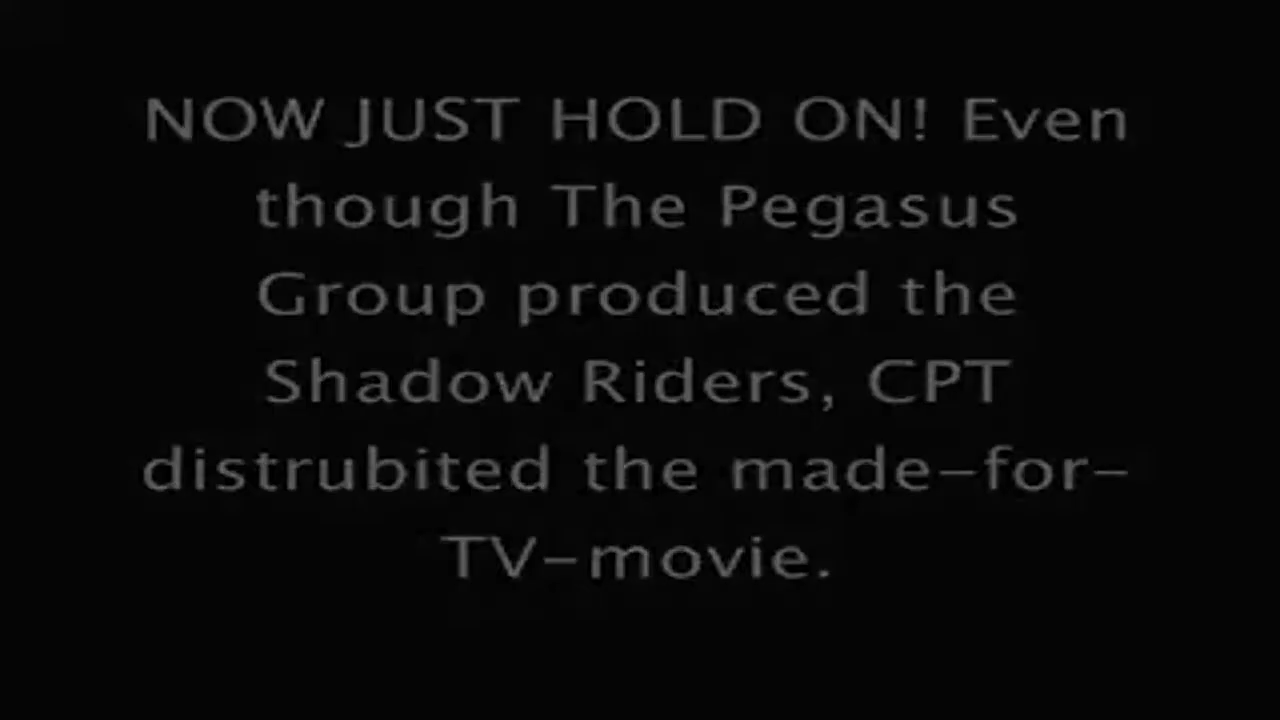 NOW JUST HOLD ON! Even
though The Pegasus
Group produced the
Shadow Riders, CPT
distrubited the made-for-
TV-movie.